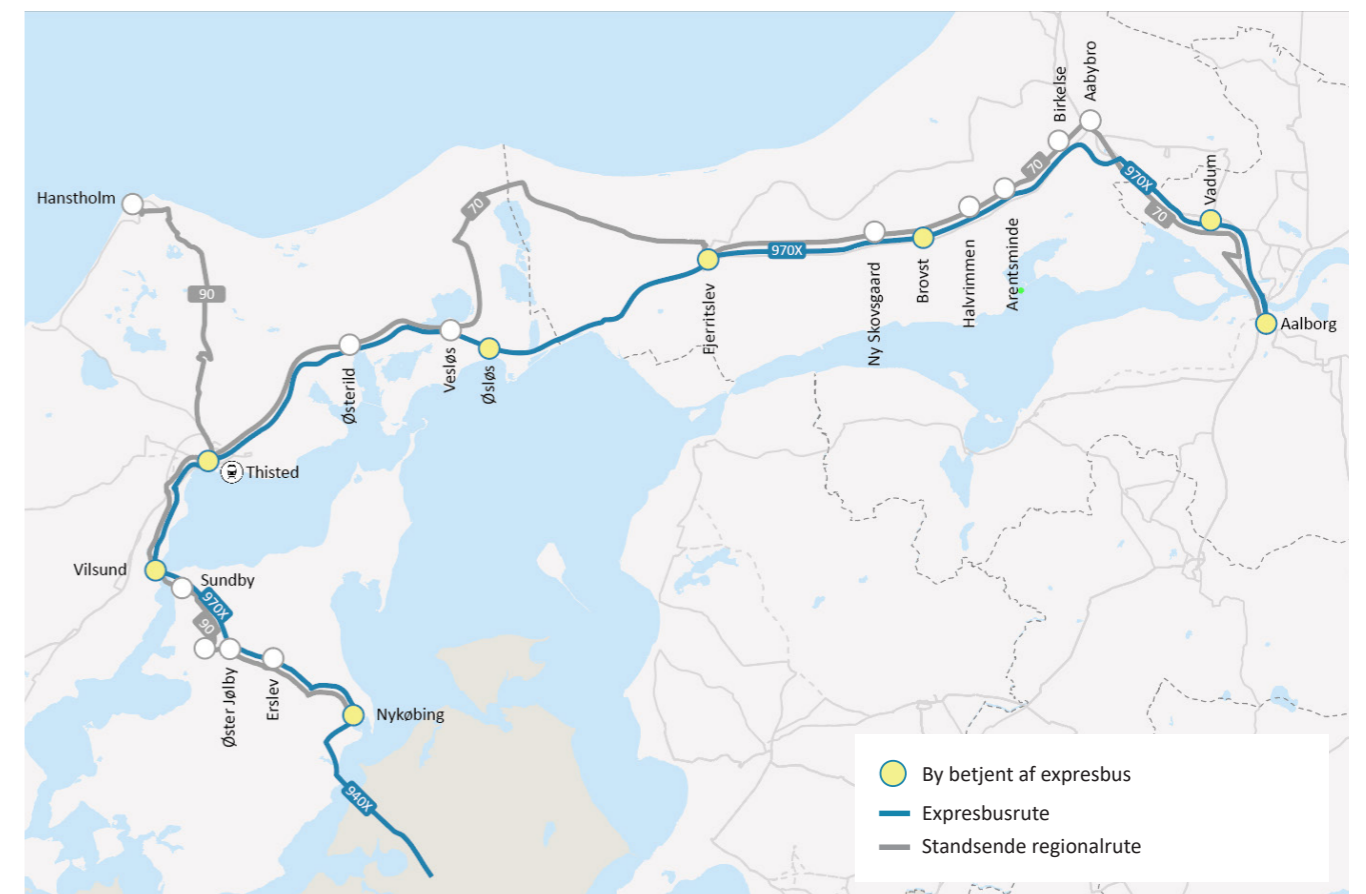 Birkelse
Aabybro
Hanstholm
70
970X
Vadum
70
70
90
970X
Fjerritslev
Ny Skovsgaard
Brovst
Halvrimmen
Arentsminde
Aalborg
Østerild
Vesløs
Øsløs
Thisted
Vilsund
Sundby
970X
90
Øster Jølby
Erslev
Nykøbing
940X
By betjent af expresbus
Expresbusrute
Standsende regionalrute